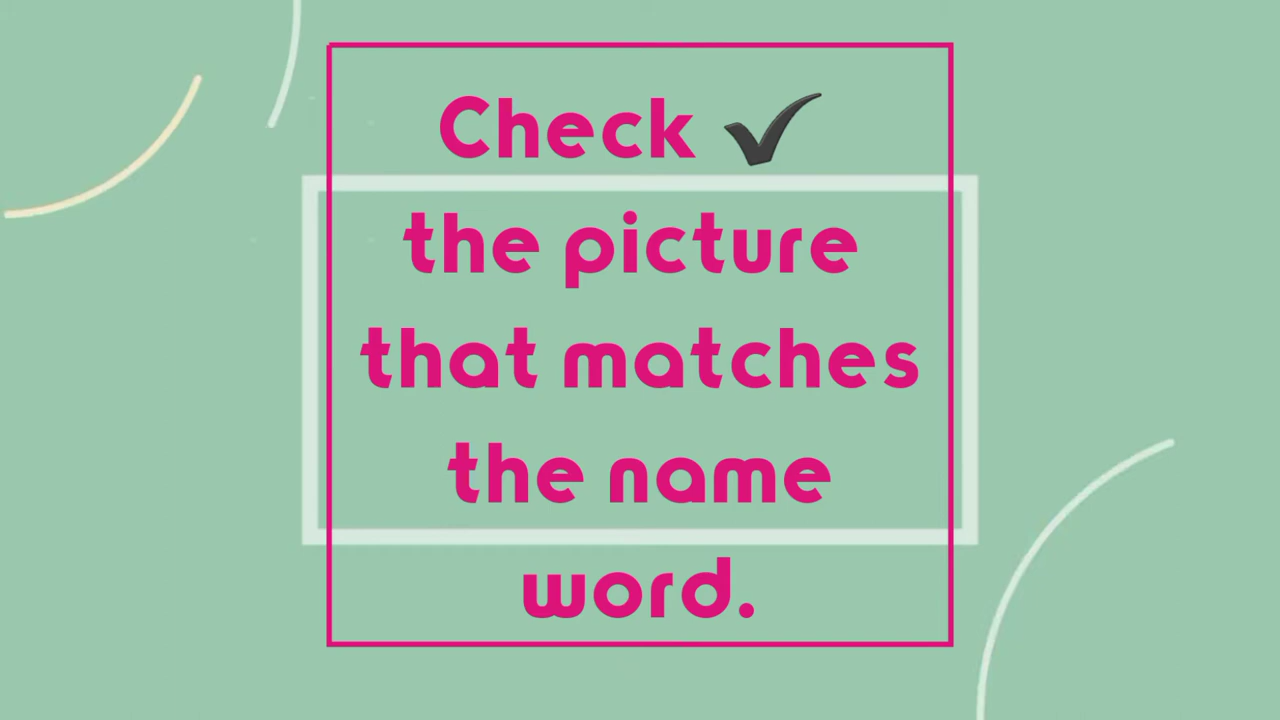 Check ✔
the picture
that matches
the name
word.